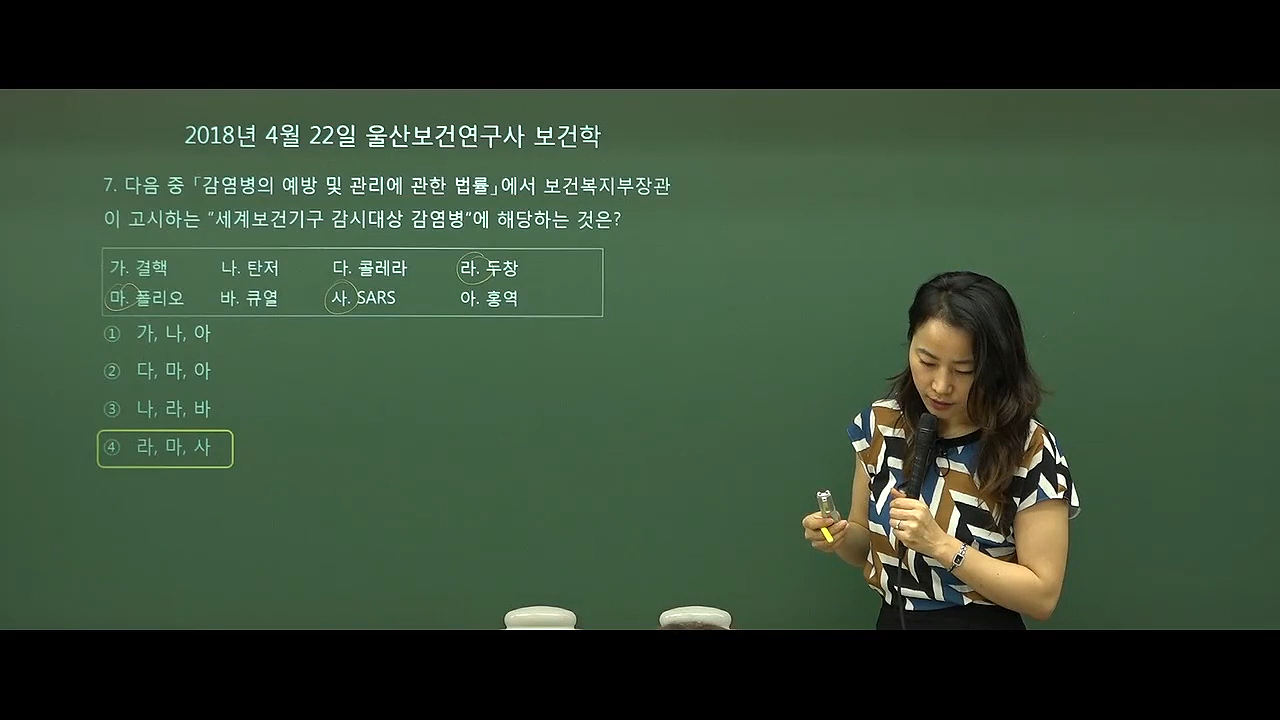 2018년 4월 22일 울산보건연구사 보건학
7. 다음 중 「감염병의 예방 및 관리에 관한 법률」에서 보건복지부장관
이 고시하는 "세계보건기구 감시대상 감염병"에 해당하는 것은?
가. 결핵 나. 탄저 다. 콜레라 라. 두창
마. 폴리오 바. 큐열 사. SARS 아. 홍역
① 가, 나, 아
② 다, 마, 아
③ 나, 라, 바
④ 라, 마, 사